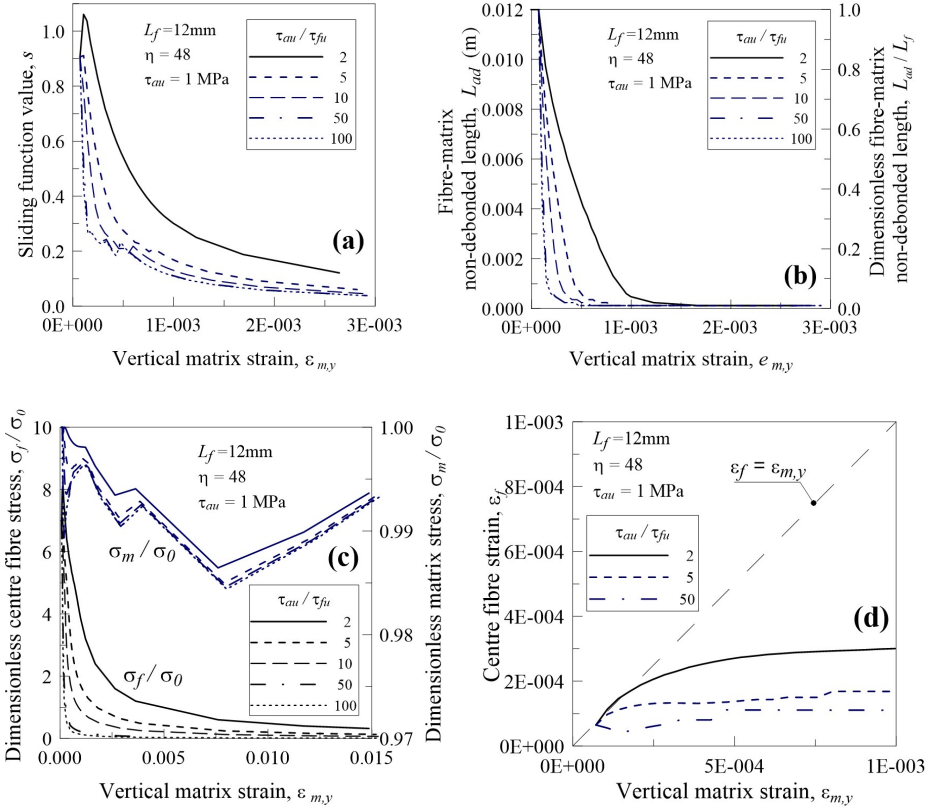 Sliding function value, s
1.0
0.8
0.6
0.4
0.2
0.0
L_f =12mm
η = 48
τ_au = 1 MPa
τ_au / τ_fu
2
5
10
50
100
(a)
0E+000 1E-003 2E-003 3E-003
Vertical matrix strain, ε_m,y
Fibre-matrix
non-debonded length, L_ad (m)
0.012
0.010
0.008
0.006
0.004
0.002
0.000
L_f =12mm
η = 48
τ_au = 1 MPa
τ_au / τ_fu
2
5
10
50
100
(b)
1.0
0.8
0.6
0.4
0.2
0.0
Dimensionless fibre-matrix
non-debonded length, L_ad / L_f
0E+000 1E-003 2E-003 3E-003
Vertical matrix strain, e_m,y
Dimensionless centre fibre stress, σ_f / σ_0
10
8
6
4
2
0
L_f =12mm
η = 48
τ_au = 1 MPa
σ_m / σ_0
(c)
τ_au / τ_fu
2
5
10
50
100
σ_f / σ_0
1.00
0.99
0.98
0.97
Dimensionless matrix stress, σ_m / σ_0
0.000 0.005 0.010 0.015
Vertical matrix strain, ε_m,y
Centre fibre strain, ε_f
1E-003
8E-004
6E-004
4E-004
2E-004
0E+000
L_f =12mm
η = 48
τ_au = 1 MPa
ε_f = ε_m,y
τ_au / τ_fu
2
5
50
(d)
0E+000 5E-004 1E-003
Vertical matrix strain, ε_m,y